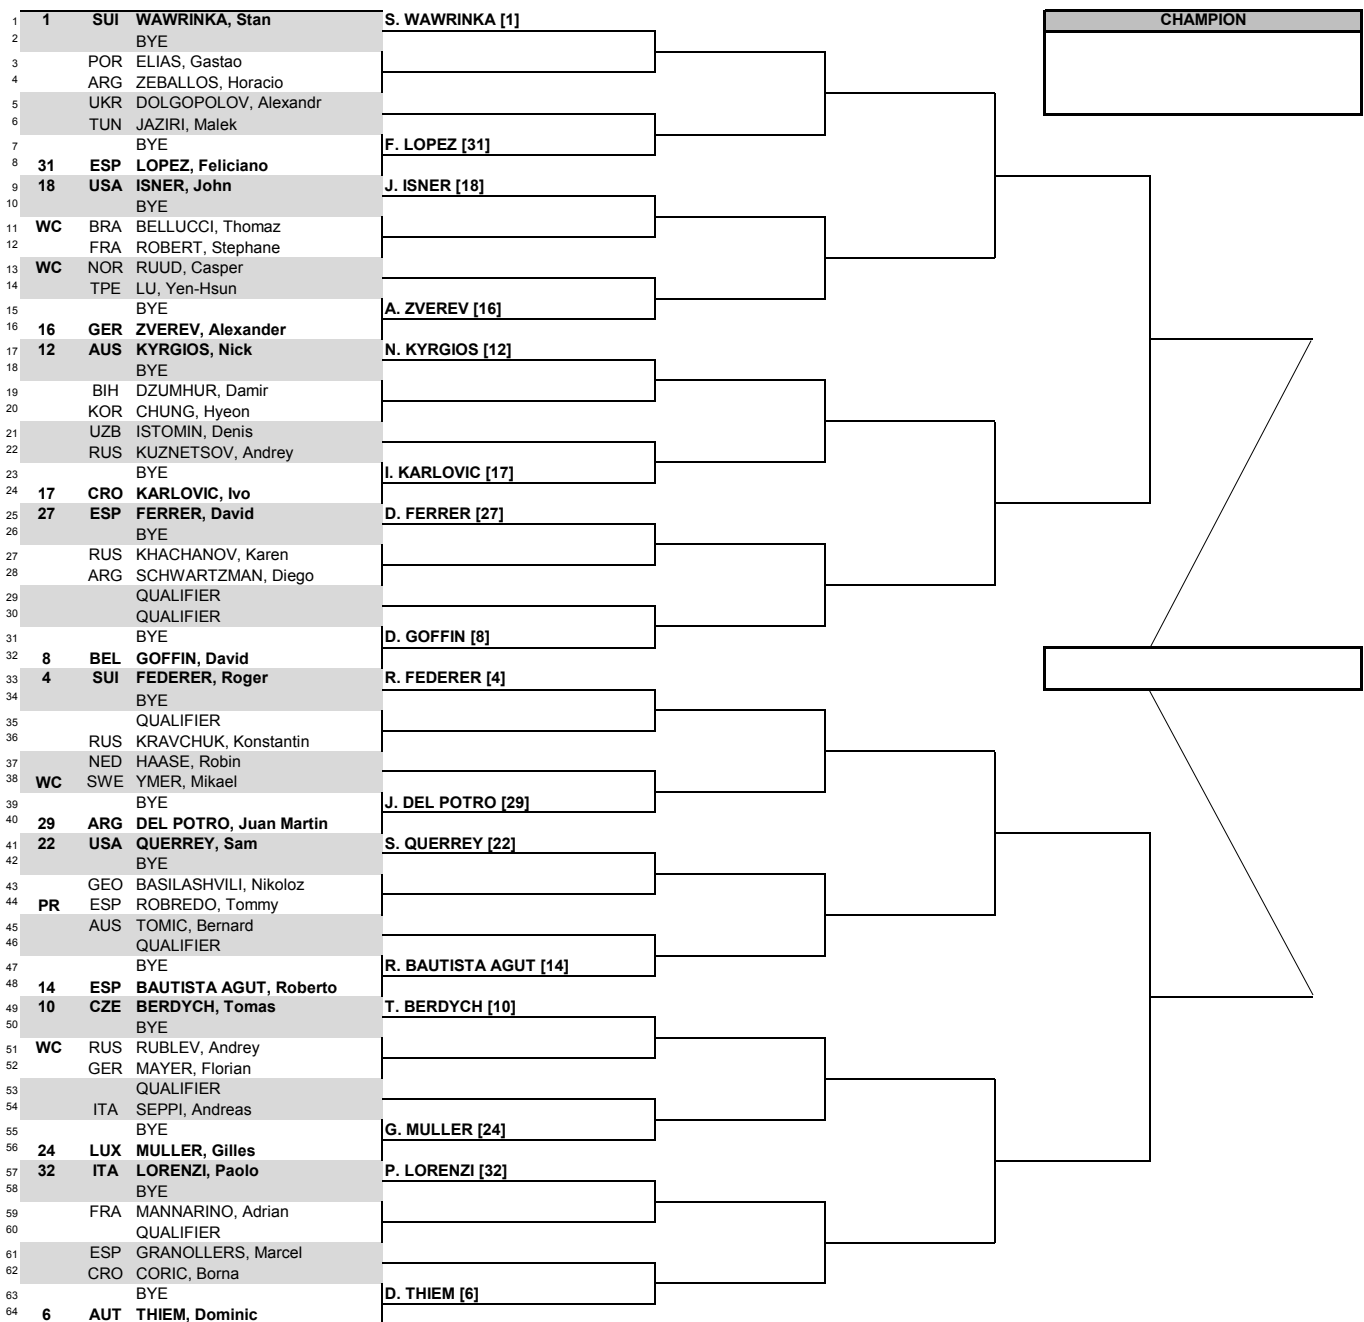 CHAMPION
1 1 SUI WAWRINKA, Stan S. WAWRINKA [1]
2 BYE
3 POR ELIAS, Gastao
4 ARG ZEBALLOS, Horacio
5 UKR DOLGOPOLOV, Alexandr
6 TUN JAZIRI, Malek
7 BYE F. LOPEZ [31]
8 31 ESP LOPEZ, Feliciano
9 18 USA ISNER, John J. ISNER [18]
10 BYE
11 WC BRA BELLUCCI, Thomaz
12 FRA ROBERT, Stephane
13 WC NOR RUUD, Casper
14 TPE LU, Yen-Hsun
15 BYE A. ZVEREV [16]
16 16 GER ZVEREV, Alexander
17 12 AUS KYRGIOS, Nick N. KYRGIOS [12]
18 BYE
19 BIH DZUMHUR, Damir
20 KOR CHUNG, Hyeon
21 UZB ISTOMIN, Denis
22 RUS KUZNETSOV, Andrey
23 BYE I. KARLOVIC [17]
24 17 CRO KARLOVIC, Ivo
25 27 ESP FERRER, David D. FERRER [27]
26 BYE
27 RUS KHACHANOV, Karen
28 ARG SCHWARTZMAN, Diego
29 QUALIFIER
30 QUALIFIER
31 BYE D. GOFFIN [8]
32 8 BEL GOFFIN, David
33 4 SUI FEDERER, Roger R. FEDERER [4]
34 BYE
35 QUALIFIER
36 RUS KRAVCHUK, Konstantin
37 NED HAASE, Robin
38 WC SWE YMER, Mikael
39 BYE J. DEL POTRO [29]
40 29 ARG DEL POTRO, Juan Martin
41 22 USA QUERREY, Sam S. QUERREY [22]
42 BYE
43 GEO BASILASHVILI, Nikoloz
44 PR ESP ROBREDO, Tommy
45 AUS TOMIC, Bernard
46 QUALIFIER
47 BYE R. BAUTISTA AGUT [14]
48 14 ESP BAUTISTA AGUT, Roberto
49 10 CZE BERDYCH, Tomas T. BERDYCH [10]
50 BYE
51 WC RUS RUBLEV, Andrey
52 GER MAYER, Florian
53 QUALIFIER
54 ITA SEPPI, Andreas
55 BYE G. MULLER [24]
56 24 LUX MULLER, Gilles
57 32 ITA LORENZI, Paolo P. LORENZI [32]
58 BYE
59 FRA MANNARINO, Adrian
60 QUALIFIER
61 ESP GRANOLLERS, Marcel
62 CRO CORIC, Borna
63 BYE D. THIEM [6]
64 6 AUT THIEM, Dominic